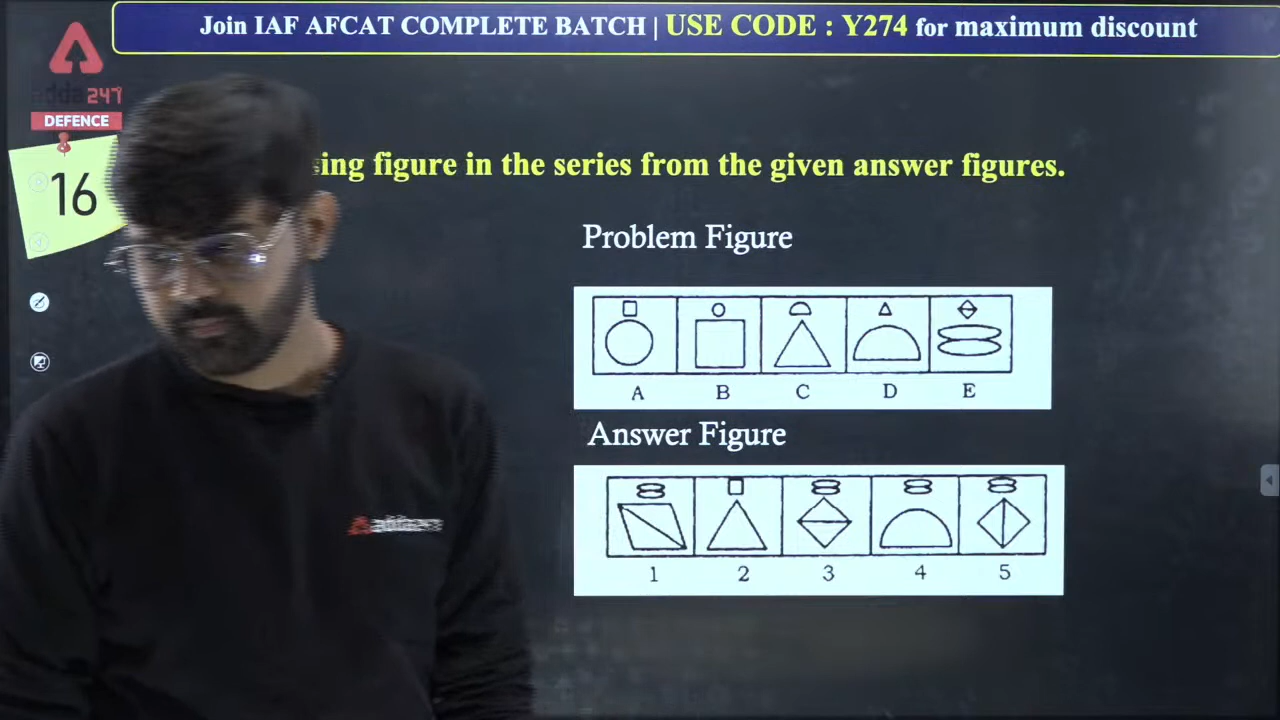 Join IAF AFCAT COMPLETE BATCH | USE CODE : Y274 for maximum discount
adda247
DEFENCE
16
figure in the series from the given answer figures.
Problem Figure
A B C D E
Answer Figure
1 2 3 4 5
adda247